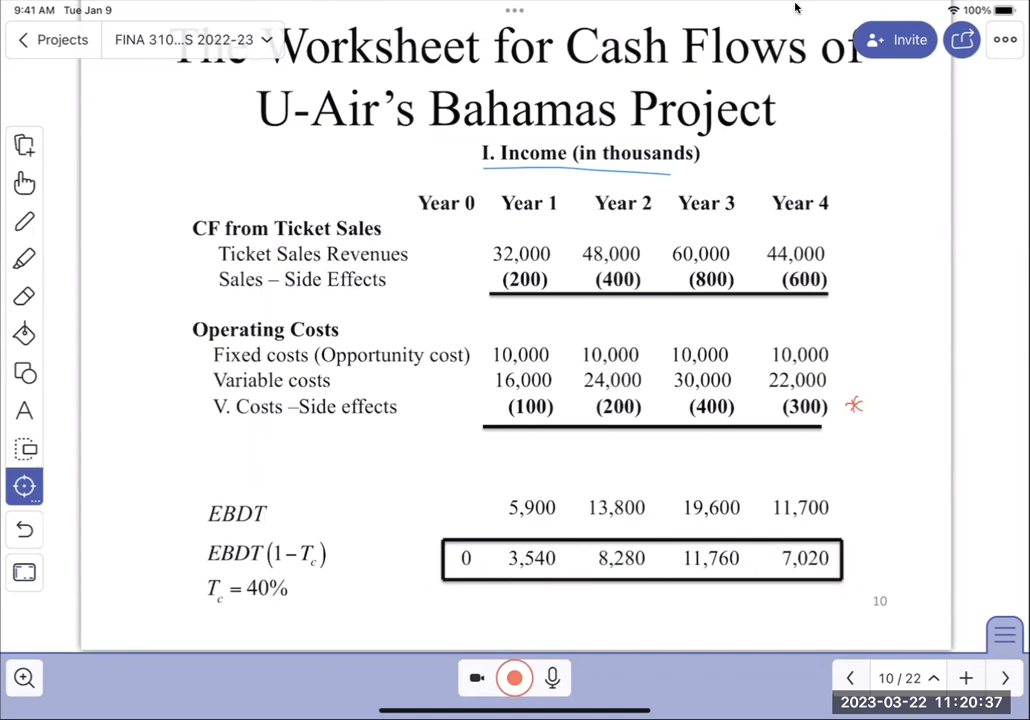 9:41 AM Tue Jan 9
100%
Projects
FINA 310...S 2022-23
Invite
The Worksheet for Cash Flows of
U-Air’s Bahamas Project
I. Income (in thousands)
Year 0 Year 1 Year 2 Year 3 Year 4
CF from Ticket Sales
Ticket Sales Revenues 32,000 48,000 60,000 44,000
Sales – Side Effects (200) (400) (800) (600)
Operating Costs
Fixed costs (Opportunity cost) 10,000 10,000 10,000 10,000
Variable costs 16,000 24,000 30,000 22,000
V. Costs –Side effects (100) (200) (400) (300) *
EBDT 5,900 13,800 19,600 11,700
EBDT(1−Tc) 0 3,540 8,280 11,760 7,020
Tc = 40%
10
10 / 22
2023-03-22 11:20:37